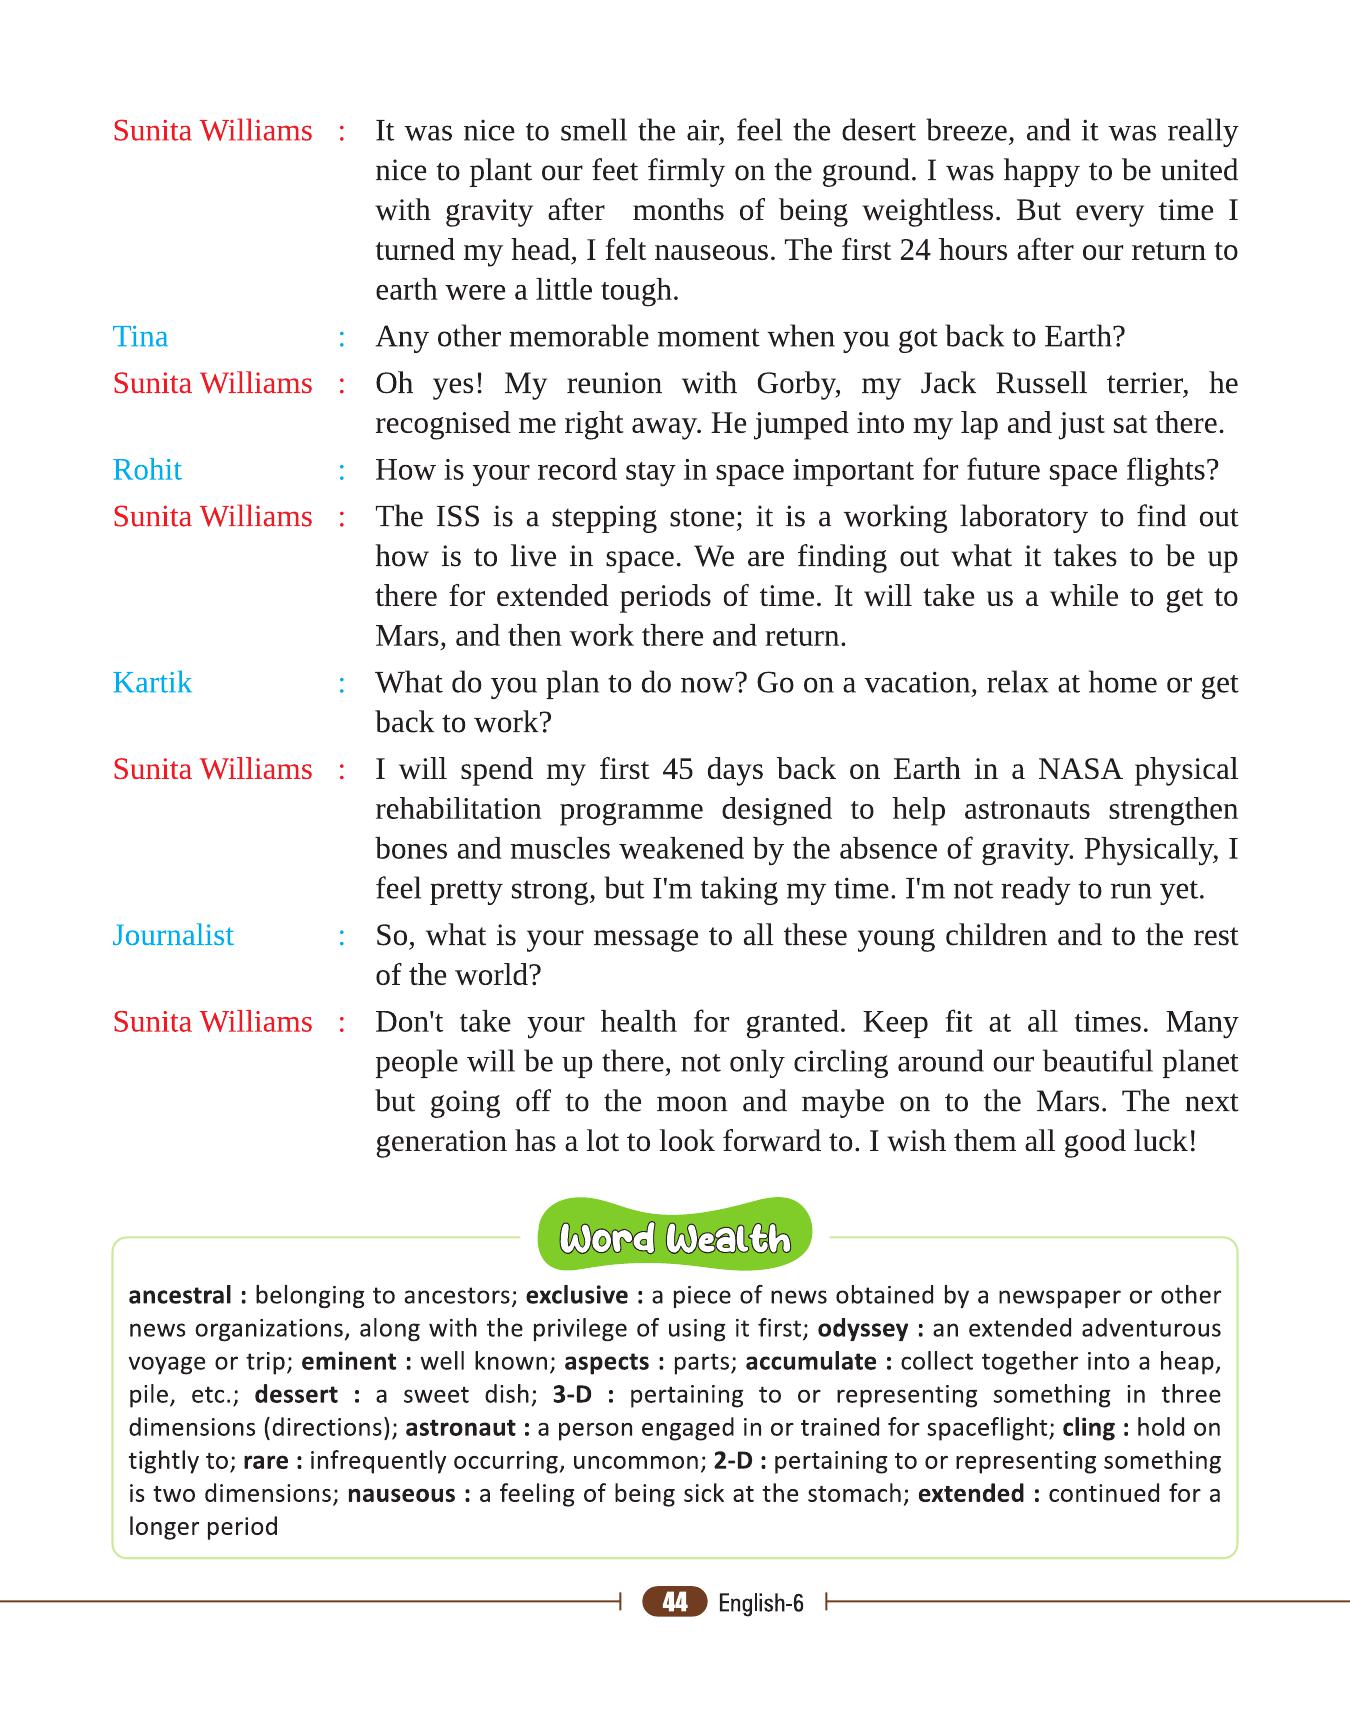 Sunita Williams : It was nice to smell the air, feel the desert breeze, and it was really
nice to plant our feet firmly on the ground. I was happy to be united
with gravity after months of being weightless. But every time I
turned my head, I felt nauseous. The first 24 hours after our return to
earth were a little tough.
Tina : Any other memorable moment when you got back to Earth?
Sunita Williams : Oh yes! My reunion with Gorby, my Jack Russell terrier, he
recognised me right away. He jumped into my lap and just sat there.
Rohit : How is your record stay in space important for future space flights?
Sunita Williams : The ISS is a stepping stone; it is a working laboratory to find out
how is to live in space. We are finding out what it takes to be up
there for extended periods of time. It will take us a while to get to
Mars, and then work there and return.
Kartik : What do you plan to do now? Go on a vacation, relax at home or get
back to work?
Sunita Williams : I will spend my first 45 days back on Earth in a NASA physical
rehabilitation programme designed to help astronauts strengthen
bones and muscles weakened by the absence of gravity. Physically, I
feel pretty strong, but I'm taking my time. I'm not ready to run yet.
Journalist : So, what is your message to all these young children and to the rest
of the world?
Sunita Williams : Don't take your health for granted. Keep fit at all times. Many
people will be up there, not only circling around our beautiful planet
but going off to the moon and maybe on to the Mars. The next
generation has a lot to look forward to. I wish them all good luck!
Word Wealth
ancestral : belonging to ancestors; exclusive : a piece of news obtained by a newspaper or other
news organizations, along with the privilege of using it first; odyssey : an extended adventurous
voyage or trip; eminent : well known; aspects : parts; accumulate : collect together into a heap,
pile, etc.; dessert : a sweet dish; 3-D : pertaining to or representing something in three
dimensions (directions); astronaut : a person engaged in or trained for spaceflight; cling : hold on
tightly to; rare : infrequently occurring, uncommon; 2-D : pertaining to or representing something
is two dimensions; nauseous : a feeling of being sick at the stomach; extended : continued for a
longer period
44 English-6